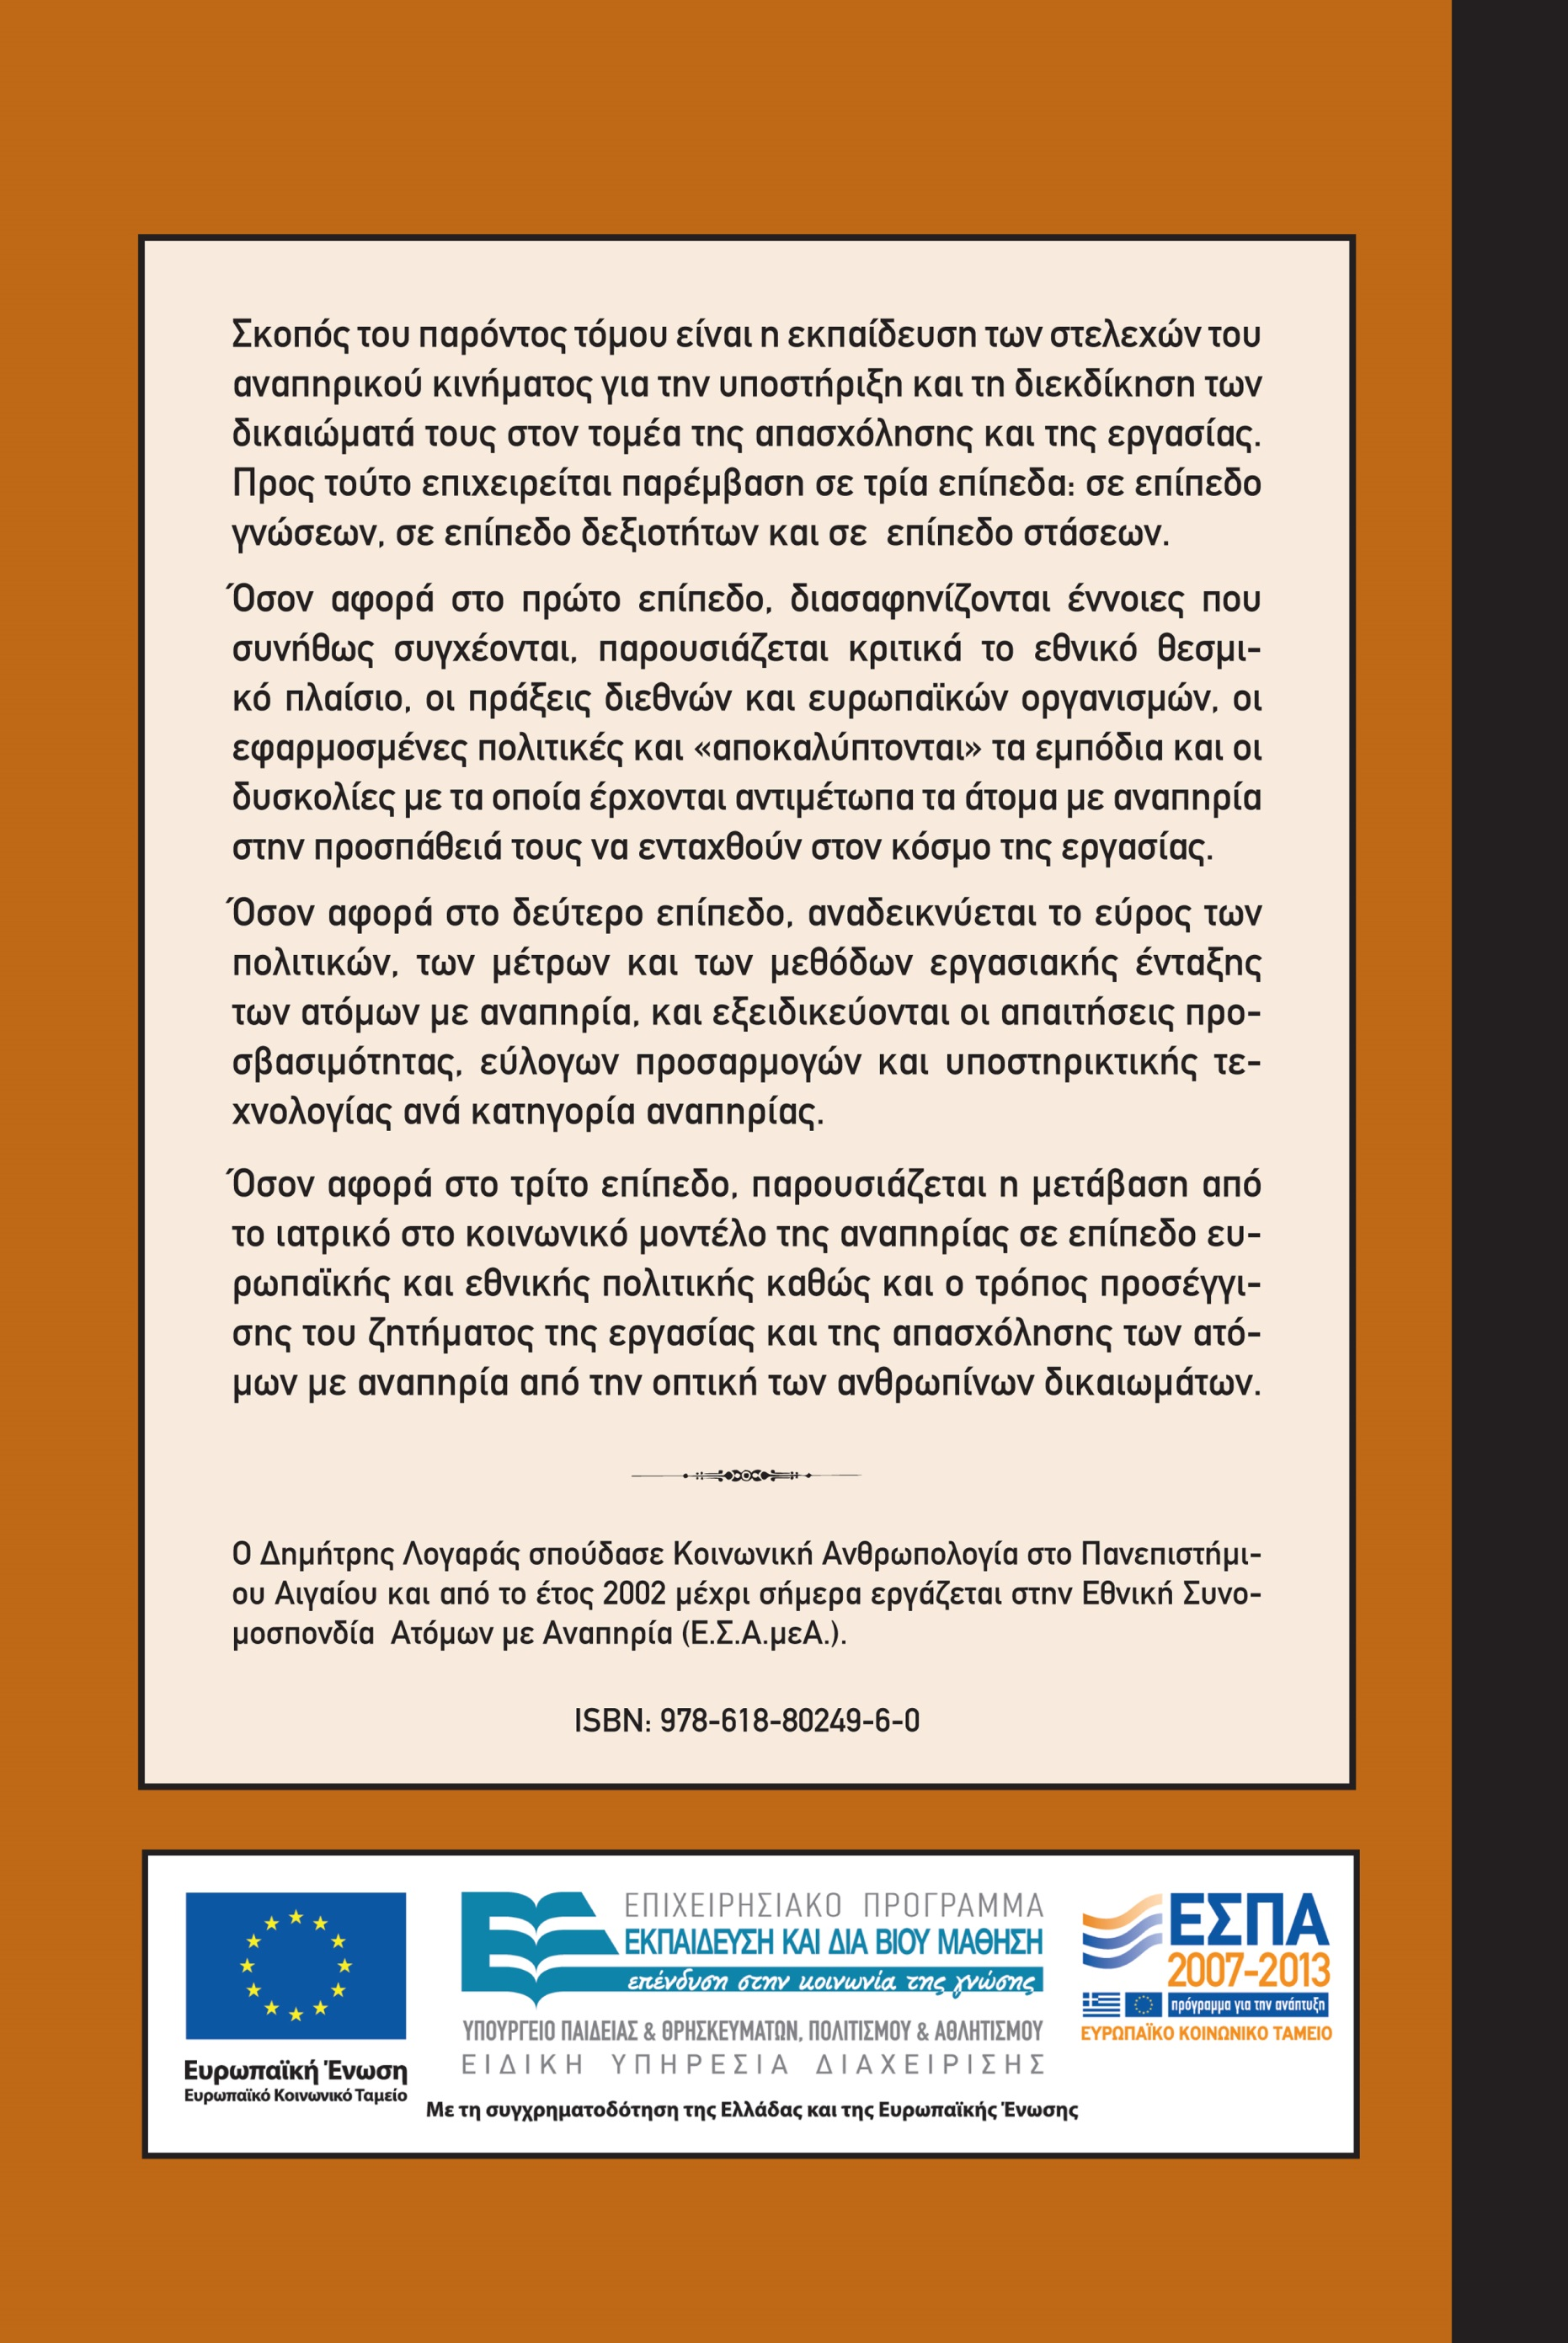 Σκοπός του παρόντος τόμου είναι η εκπαίδευση των στελεχών του
αναπηρικού κινήματος για την υποστήριξη και τη διεκδίκηση των
δικαιώματά τους στον τομέα της απασχόλησης και της εργασίας.
Προς τούτο επιχειρείται παρέμβαση σε τρία επίπεδα: σε επίπεδο
γνώσεων, σε επίπεδο δεξιοτήτων και σε επίπεδο στάσεων.
Όσον αφορά στο πρώτο επίπεδο, διασαφηνίζονται έννοιες που
συνήθως συγχέονται, παρουσιάζεται κριτικά το εθνικό θεσμι-
κό πλαίσιο, οι πράξεις διεθνών και ευρωπαϊκών οργανισμών, οι
εφαρμοσμένες πολιτικές και «αποκαλύπτονται» τα εμπόδια και οι
δυσκολίες με τα οποία έρχονται αντιμέτωπα τα άτομα με αναπηρία
στην προσπάθειά τους να ενταχθούν στον κόσμο της εργασίας.
Όσον αφορά στο δεύτερο επίπεδο, αναδεικνύεται το εύρος των
πολιτικών, των μέτρων και των μεθόδων εργασιακής ένταξης
των ατόμων με αναπηρία, και εξειδικεύονται οι απαιτήσεις προ-
σβασιμότητας, εύλογων προσαρμογών και υποστηρικτικής τε-
χνολογίας ανά κατηγορία αναπηρίας.
Όσον αφορά στο τρίτο επίπεδο, παρουσιάζεται η μετάβαση από
το ιατρικό στο κοινωνικό μοντέλο της αναπηρίας σε επίπεδο ευ-
ρωπαϊκής και εθνικής πολιτικής καθώς και ο τρόπος προσέγγι-
σης του ζητήματος της εργασίας και της απασχόλησης των ατό-
μων με αναπηρία από την οπτική των ανθρωπίνων δικαιωμάτων.
Ο Δημήτρης Λογαράς σπούδασε Κοινωνική Ανθρωπολογία στο Πανεπιστήμι-
ου Αιγαίου και από το έτος 2002 μέχρι σήμερα εργάζεται στην Εθνική Συνο-
μοσπονδία Ατόμων με Αναπηρία (Ε.Σ.Α.μεΑ.).
ISBN: 978-618-80249-6-0
Ευρωπαϊκή Ένωση
Ευρωπαϊκό Κοινωνικό Ταμείο
ΕΠΙΧΕΙΡΗΣΙΑΚΟ ΠΡΟΓΡΑΜΜΑ
ΕΚΠΑΙΔΕΥΣΗ ΚΑΙ ΔΙΑ ΒΙΟΥ ΜΑΘΗΣΗ
επένδυση στην κοινωνία της γνώσης
ΥΠΟΥΡΓΕΙΟ ΠΑΙΔΕΙΑΣ & ΘΡΗΣΚΕΥΜΑΤΩΝ, ΠΟΛΙΤΙΣΜΟΥ & ΑΘΛΗΤΙΣΜΟΥ
ΕΙΔΙΚΗ ΥΠΗΡΕΣΙΑ ΔΙΑΧΕΙΡΙΣΗΣ
Με τη συγχρηματοδότηση της Ελλάδας και της Ευρωπαϊκής Ένωσης
ΕΣΠΑ
2007-2013
πρόγραμμα για την ανάπτυξη
ΕΥΡΩΠΑΪΚΟ ΚΟΙΝΩΝΙΚΟ ΤΑΜΕΙΟ